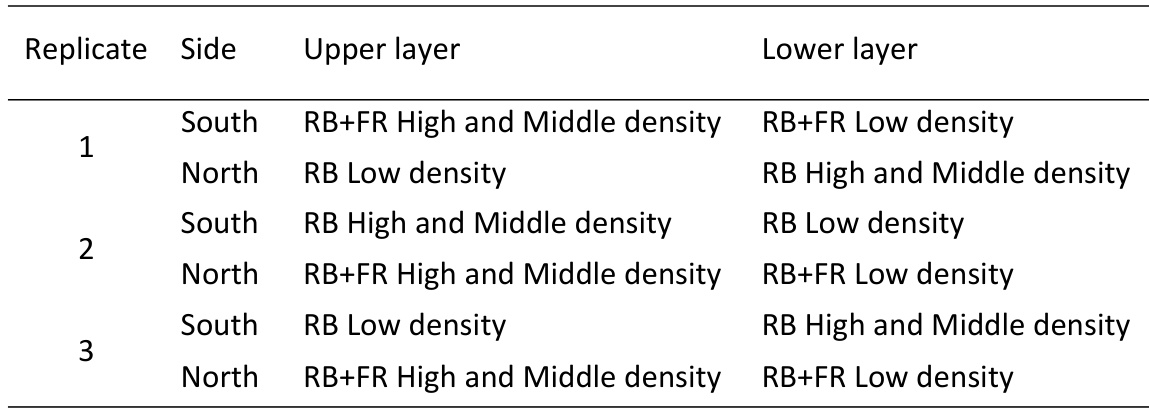 Replicate Side Upper layer Lower layer
1
South RB+FR High and Middle density RB+FR Low density
North RB Low density RB High and Middle density
2
South RB High and Middle density RB Low density
North RB+FR High and Middle density RB+FR Low density
3
South RB Low density RB High and Middle density
North RB+FR High and Middle density RB+FR Low density